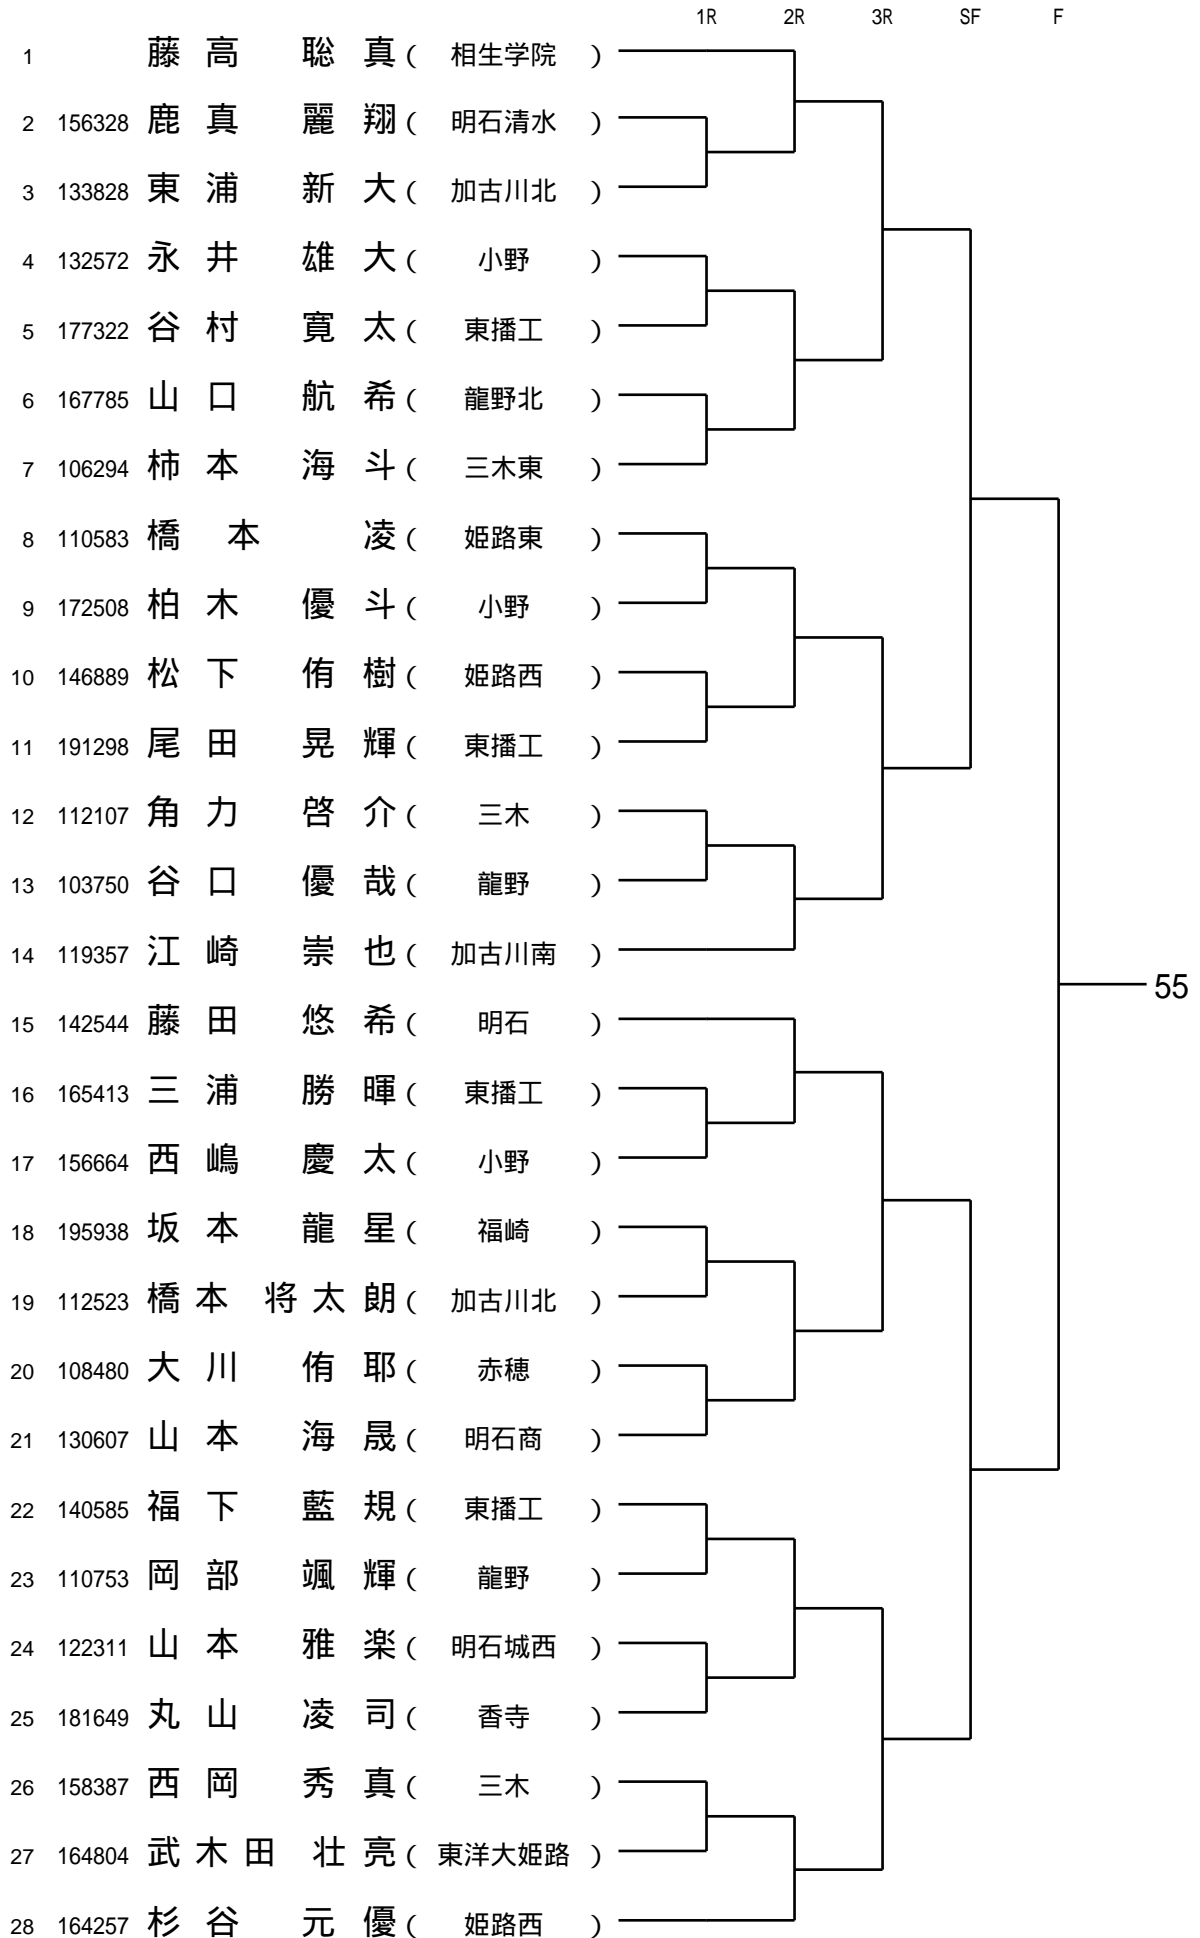 1R 2R 3R SF F
1 藤高 聡真 ( 相生学院 )
2 156328 鹿真 麗翔 ( 明石清水 )
3 133828 東浦 新大 ( 加古川北 )
4 132572 永井 雄大 ( 小野 )
5 177322 谷村 寛太 ( 東播工 )
6 167785 山口 航希 ( 龍野北 )
7 106294 柿本 海斗 ( 三木東 )
8 110583 橋本 凌 ( 姫路東 )
9 172508 柏木 優斗 ( 小野 )
10 146889 松下 侑樹 ( 姫路西 )
11 191298 尾田 晃輝 ( 東播工 )
12 112107 角力 啓介 ( 三木 )
13 103750 谷口 優哉 ( 龍野 )
14 119357 江崎 崇也 ( 加古川南 )
55
15 142544 藤田 悠希 ( 明石 )
16 165413 三浦 勝暉 ( 東播工 )
17 156664 西嶋 慶太 ( 小野 )
18 195938 坂本 龍星 ( 福崎 )
19 112523 橋本 将太朗 ( 加古川北 )
20 108480 大川 侑耶 ( 赤穂 )
21 130607 山本 海晟 ( 明石商 )
22 140585 福下 藍規 ( 東播工 )
23 110753 岡部 颯輝 ( 龍野 )
24 122311 山本 雅楽 ( 明石城西 )
25 181649 丸山 凌司 ( 香寺 )
26 158387 西岡 秀真 ( 三木 )
27 164804 武木田 壮亮 ( 東洋大姫路 )
28 164257 杉谷 元優 ( 姫路西 )